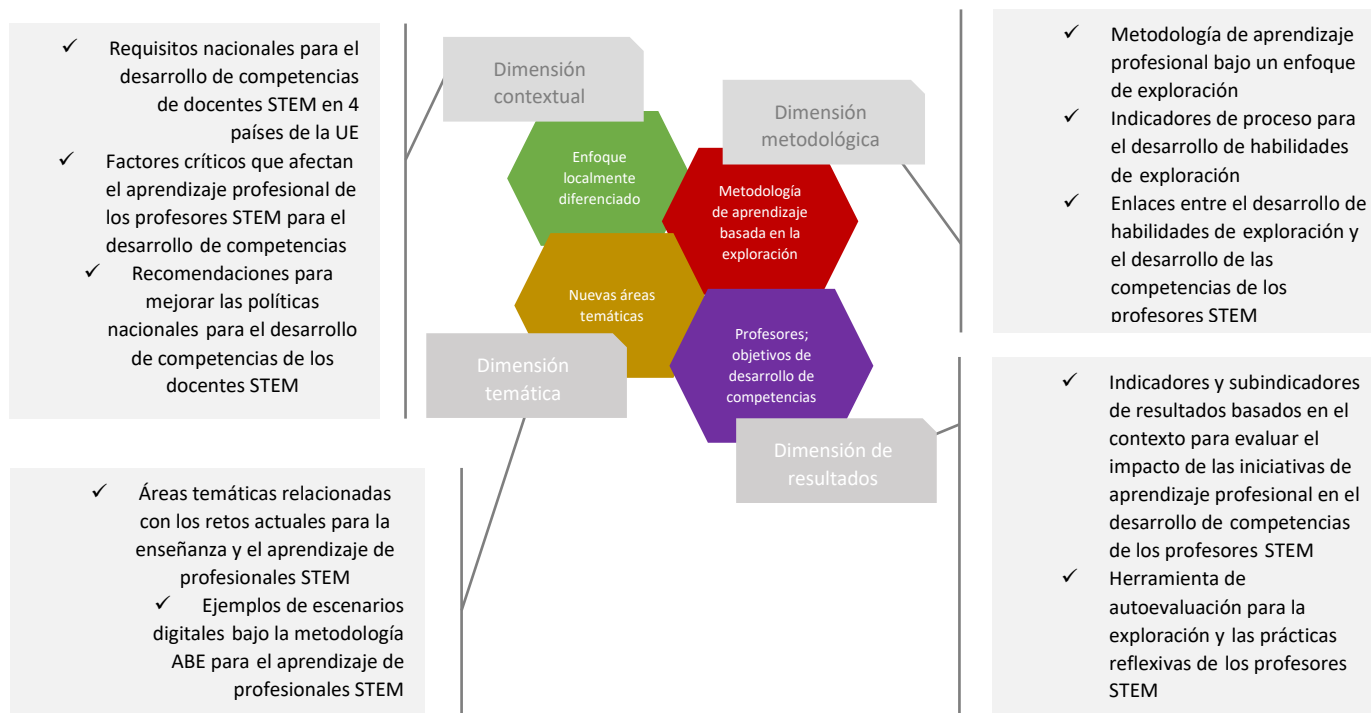 ✓ Requisitos nacionales para el
desarrollo de competencias
de docentes STEM en 4
países de la UE
✓ Factores críticos que afectan
el aprendizaje profesional de
los profesores STEM para el
desarrollo de competencias
✓ Recomendaciones para
mejorar las políticas
nacionales para el desarrollo
de competencias de los
docentes STEM
Dimensión
contextual
Dimensión
metodológica
Enfoque
localmente
diferenciado
Metodología
de aprendizaje
basada en la
exploración
Nuevas áreas
temáticas
Profesores;
objetivos de
desarrollo de
competencias
Dimensión
temática
Dimensión de
resultados
✓ Metodología de aprendizaje
profesional bajo un enfoque
de exploración
✓ Indicadores de proceso para
el desarrollo de habilidades
de exploración
✓ Enlaces entre el desarrollo de
habilidades de exploración y
el desarrollo de las
competencias de los
profesores STEM
✓ Áreas temáticas relacionadas
con los retos actuales para la
enseñanza y el aprendizaje de
profesionales STEM
✓ Ejemplos de escenarios
digitales bajo la metodología
ABE para el aprendizaje de
profesionales STEM
✓ Indicadores y subindicadores
de resultados basados en el
contexto para evaluar el
impacto de las iniciativas de
aprendizaje profesional en el
desarrollo de competencias
de los profesores STEM
✓ Herramienta de
autoevaluación para la
exploración y las prácticas
reflexivas de los profesores
STEM